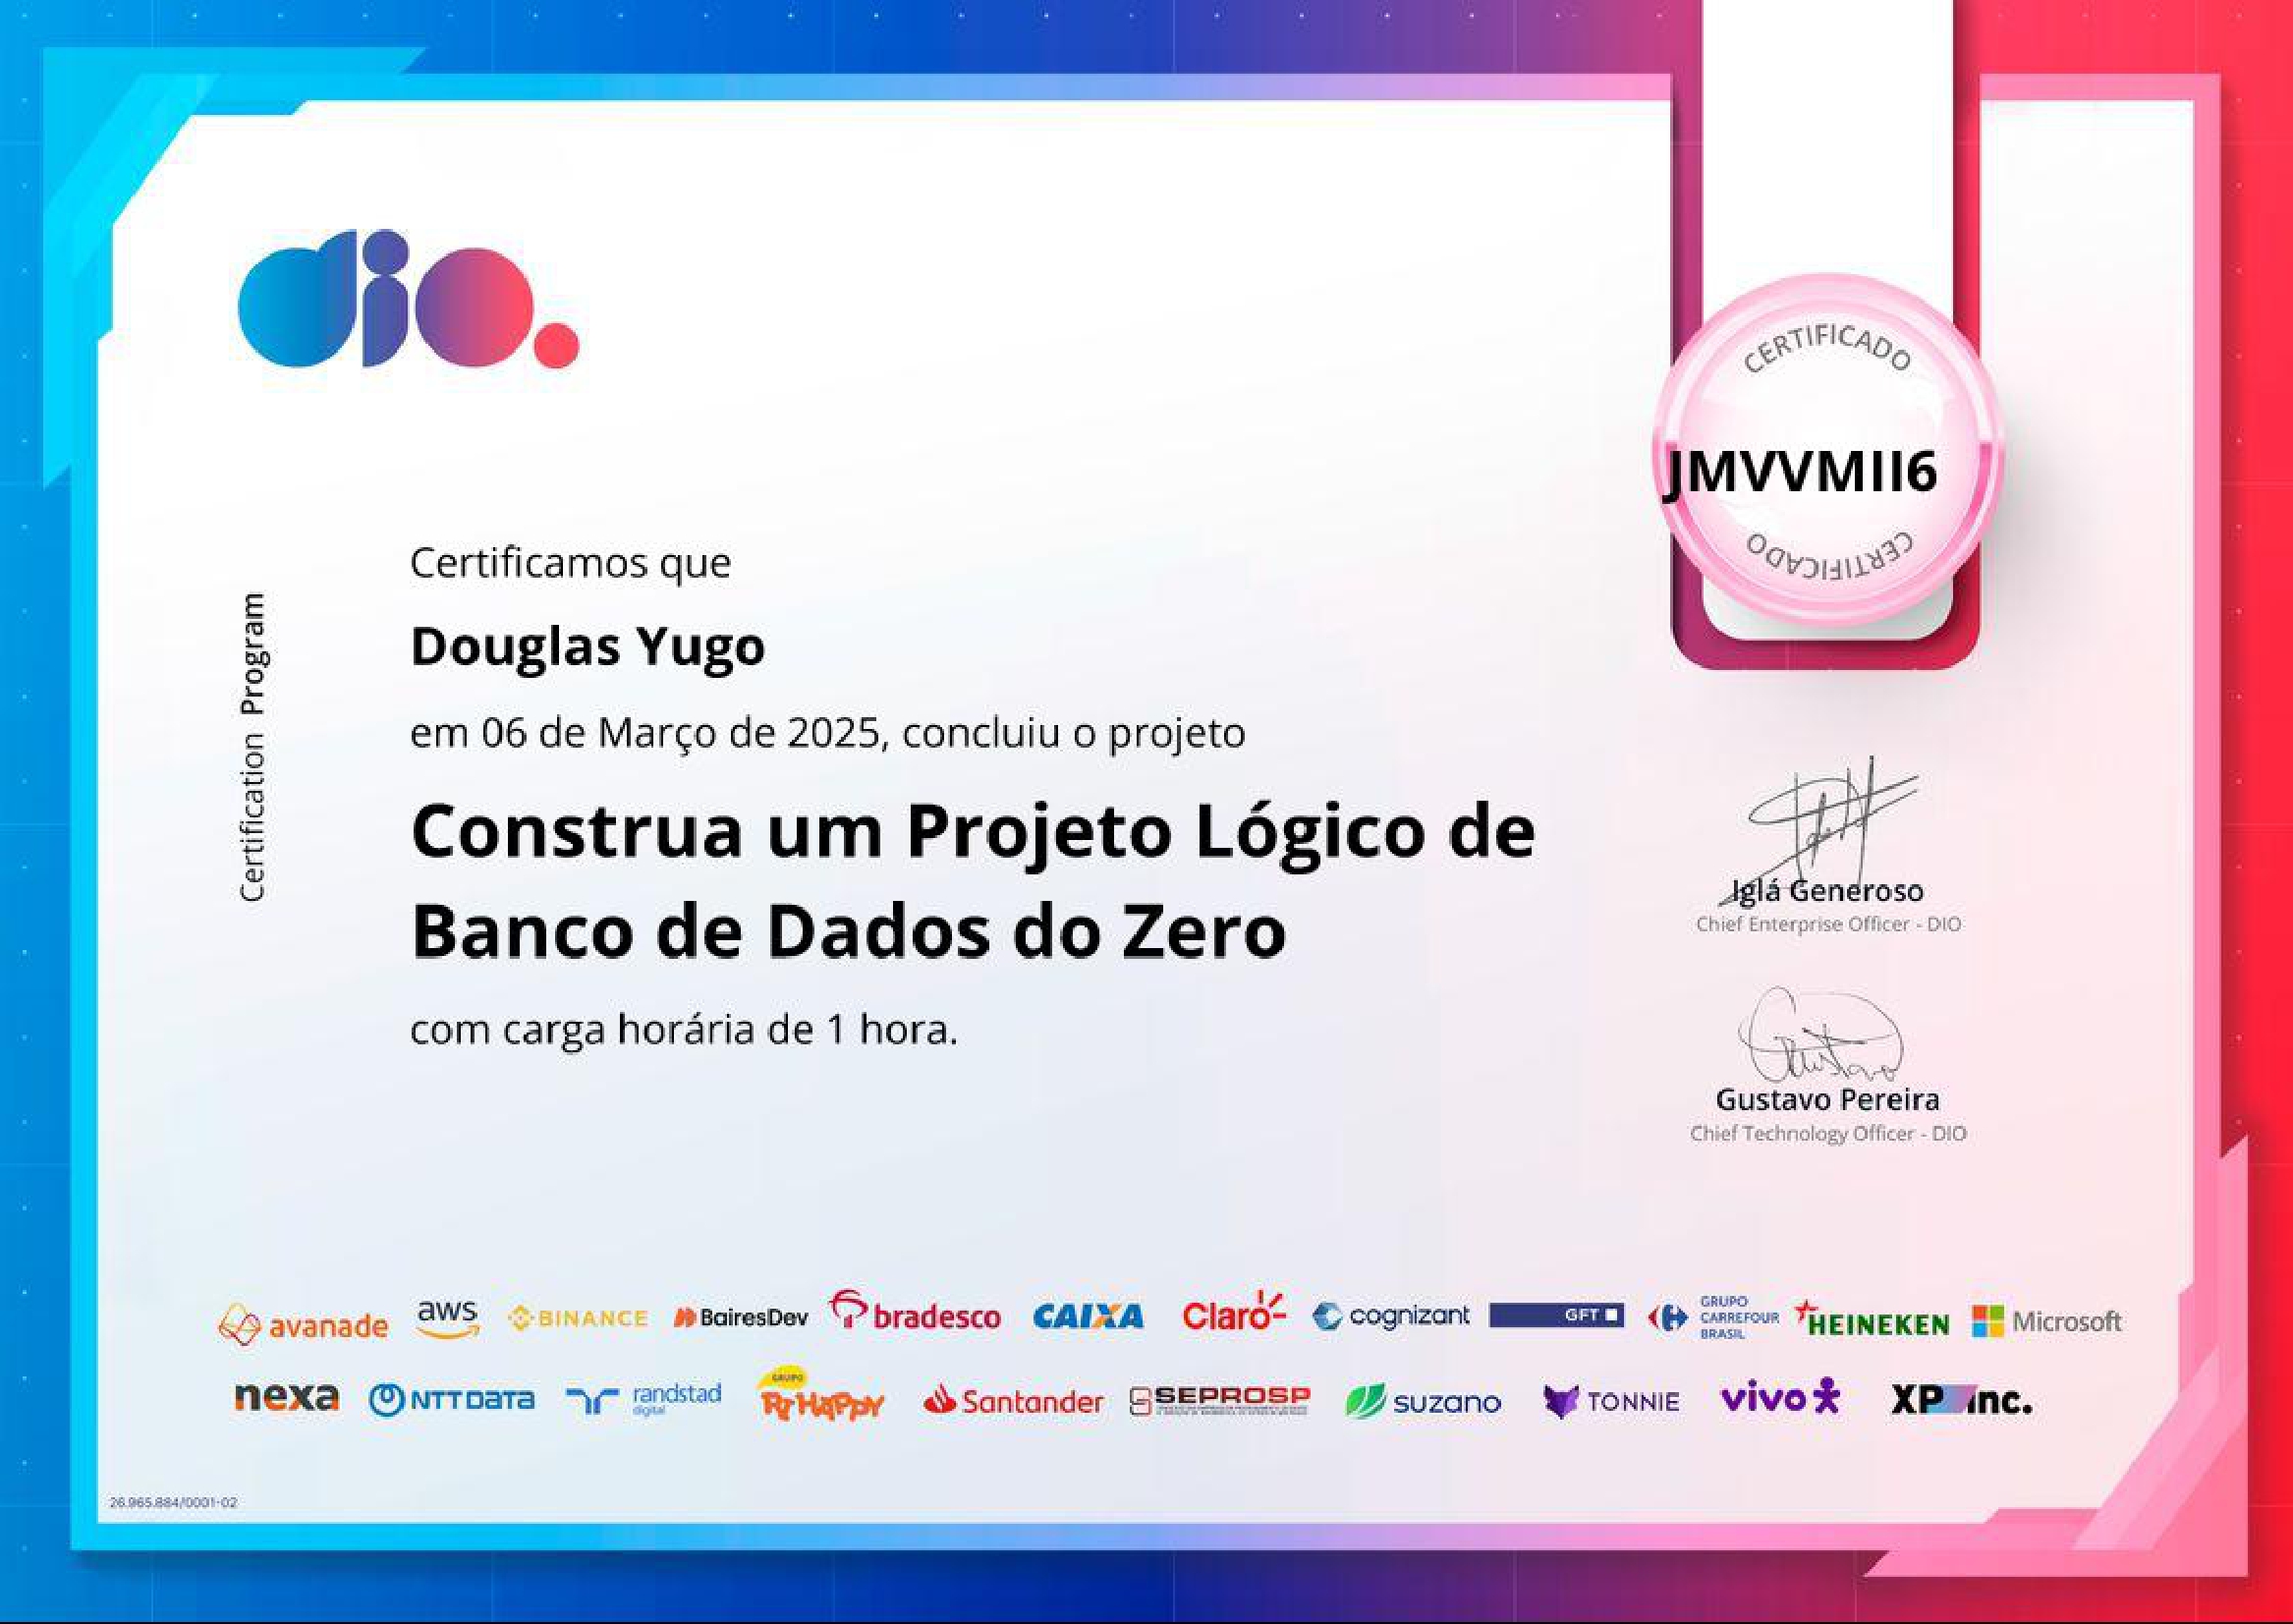 dio.
CERTIFICADO
JMVVMII6
CERTIFICADO
Certification Program
Certificamos que
Douglas Yugo
em 06 de Março de 2025, concluiu o projeto
Construa um Projeto Lógico de
Banco de Dados do Zero
com carga horária de 1 hora.
Iglá Generoso
Chief Enterprise Officer - DIO
Gustavo Pereira
Chief Technology Officer - DIO
avanade aws BINANCE BairesDev bradesco CAIXA Claro cognizant GFT GRUPO CARREFOUR BRASIL HEINEKEN Microsoft
nexa NTT DATA randstad digital GRUPO Ri HAPPY Santander SEPROSP suzano TONNIE vivo XP inc.
26.965.884/0001-02